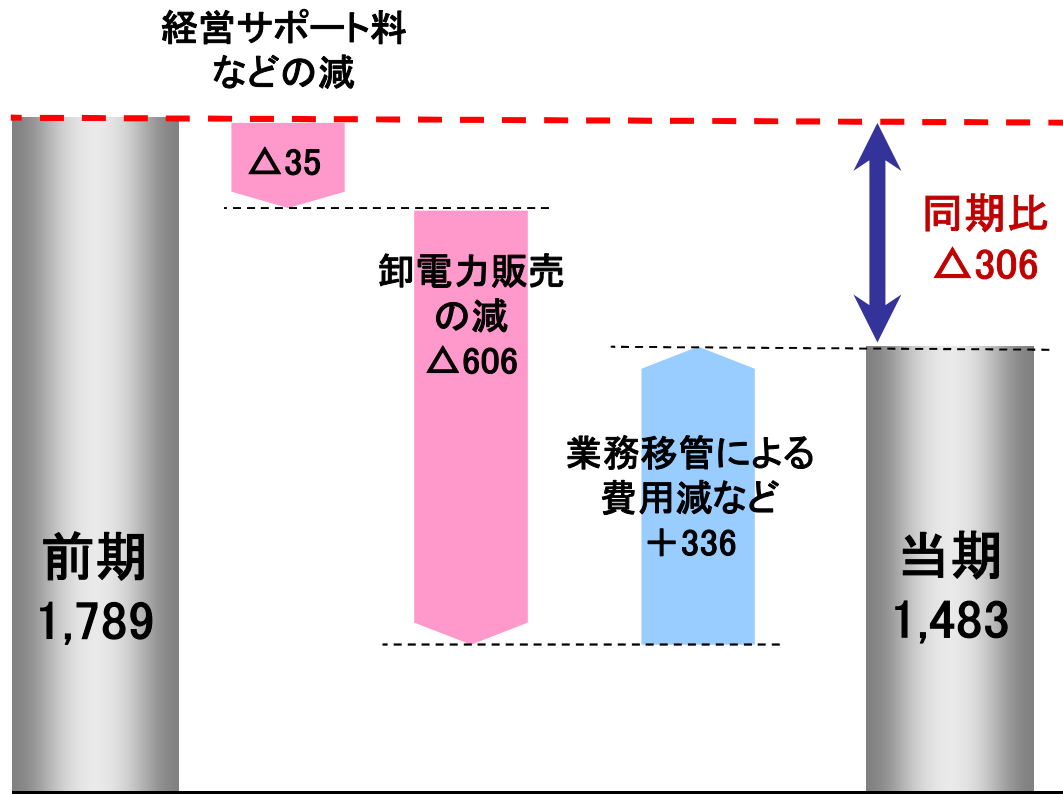 経営サポート料
などの減
△35
卸電力販売
の減
△606
業務移管による
費用減など
＋336
同期比
△306
前期
1,789
当期
1,483